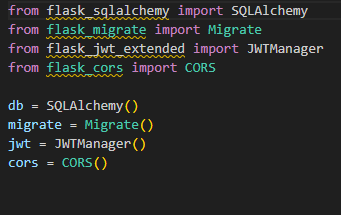 from flask_sqlalchemy import SQLAlchemy
from flask_migrate import Migrate
from flask_jwt_extended import JWTManager
from flask_cors import CORS

db = SQLAlchemy()
migrate = Migrate()
jwt = JWTManager()
cors = CORS()